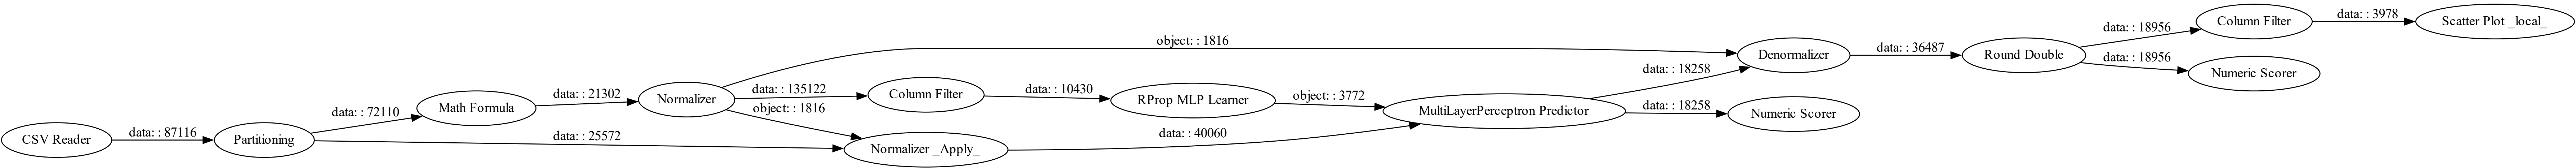 CSV Reader
data: : 87116
Partitioning
data: : 72110
Math Formula
data: : 21302
Normalizer
object: : 1816
data: : 135122
Column Filter
data: : 10430
RProp MLP Learner
object: : 3772
object: : 1816
data: : 25572
Normalizer _Apply_
data: : 40060
MultiLayerPerceptron Predictor
data: : 18258
Denormalizer
data: : 18258
Numeric Scorer
data: : 36487
Round Double
data: : 18956
Column Filter
data: : 3978
Scatter Plot _local_
data: : 18956
Numeric Scorer